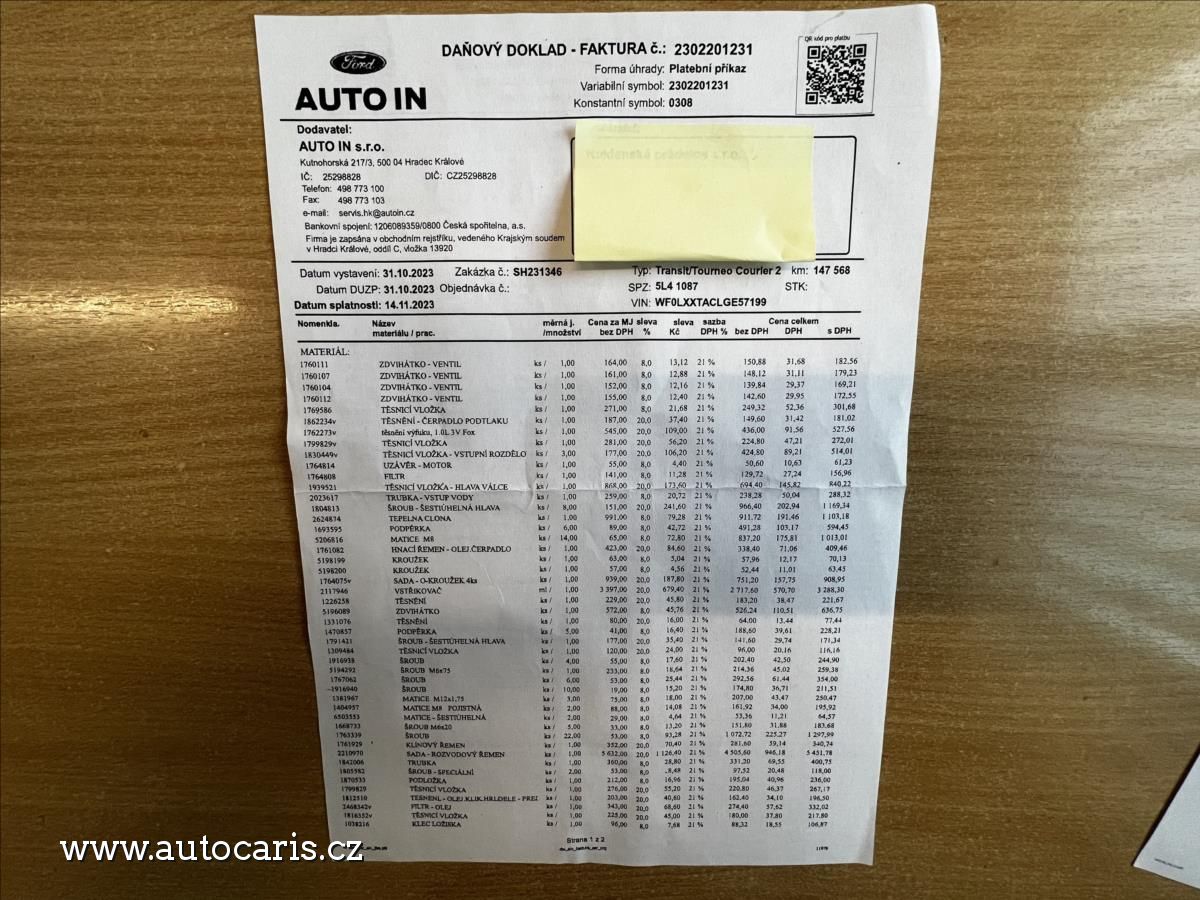 DAŇOVÝ DOKLAD - FAKTURA č.: 2302201231
QR kód pro platbu
Ford
AUTO IN
Forma úhrady: Platební příkaz
Variabilní symbol: 2302201231
Konstantní symbol: 0308
Dodavatel:
AUTO IN s.r.o.
Kutnohorská 217/3, 500 04 Hradec Králové
IČ: 25298828 DIČ: CZ25298828
Telefon: 498 773 100
Fax: 498 773 103
e-mail: servis.hk@autoin.cz
Bankovní spojení: 1206089359/0800 Česká spořitelna, a.s.
Firma je zapsána v obchodním rejstříku, vedeného Krajským soudem
v Hradci Králové, oddíl C, vložka 13920
Datum vystavení: 31.10.2023 Zakázka č.: SH231346 Typ: Transit/Tourneo Courier 2 km: 147 568
Datum DUZP: 31.10.2023 Objednávka č.: SPZ: 5L4 1087 STK:
Datum splatnosti: 14.11.2023 VIN: WF0LXXTACLGE57199
Nomenkla. Název měrná j. Cena za MJ sleva sleva sazba Cena celkem
materiálu / prac. /množství bez DPH % Kč DPH % bez DPH DPH s DPH
MATERIÁL:
1760111 ZDVIHÁTKO - VENTIL ks / 1,00 164,00 8,0 13,12 21 % 150,88 31,68 182,56
1760107 ZDVIHÁTKO - VENTIL ks / 1,00 161,00 8,0 12,88 21 % 148,12 31,11 179,23
1760104 ZDVIHÁTKO - VENTIL ks / 1,00 152,00 8,0 12,16 21 % 139,84 29,37 169,21
1760112 ZDVIHÁTKO - VENTIL ks / 1,00 155,00 8,0 12,40 21 % 142,60 29,95 172,55
1769586 TĚSNICÍ VLOŽKA ks / 1,00 271,00 8,0 21,68 21 % 249,32 52,36 301,68
1862234v TĚSNĚNÍ - ČERPADLO PODTLAKU ks / 1,00 187,00 20,0 37,40 21 % 149,60 31,42 181,02
1762273v těsnění výfuku, 1.0L 3V Fox ks / 1,00 545,00 20,0 109,00 21 % 436,00 91,56 527,56
1799829v TĚSNICÍ VLOŽKA ks / 1,00 281,00 20,0 56,20 21 % 224,80 47,21 272,01
1830449v TĚSNICÍ VLOŽKA - VSTUPNÍ ROZDĚLO ks / 3,00 177,00 20,0 106,20 21 % 424,80 89,21 514,01
1764814 UZÁVĚR - MOTOR ks / 1,00 55,00 8,0 4,40 21 % 50,60 10,63 61,23
1764808 FILTR ks / 1,00 141,00 8,0 11,28 21 % 129,72 27,24 156,96
1939521 TĚSNICÍ VLOŽKA - HLAVA VÁLCE ks / 1,00 868,00 20,0 173,60 21 % 694,40 145,82 840,22
2023617 TRUBKA - VSTUP VODY ks / 1,00 259,00 8,0 20,72 21 % 238,28 50,04 288,32
1804813 ŠROUB - ŠESTIÚHELNÁ HLAVA ks / 8,00 151,00 20,0 241,60 21 % 966,40 202,94 1 169,34
2624874 TEPELNA CLONA ks / 1,00 991,00 8,0 79,28 21 % 911,72 191,46 1 103,18
1693595 PODPĚRKA ks / 6,00 89,00 8,0 42,72 21 % 491,28 103,17 594,45
5206816 MATICE M8 ks / 14,00 65,00 8,0 72,80 21 % 837,20 175,81 1 013,01
1761082 HNACÍ ŘEMEN - OLEJ.ČERPADLO ks / 1,00 423,00 20,0 84,60 21 % 338,40 71,06 409,46
5198199 KROUŽEK ks / 1,00 63,00 8,0 5,04 21 % 57,96 12,17 70,13
5198200 KROUŽEK ks / 1,00 57,00 8,0 4,56 21 % 52,44 11,01 63,45
1764075v SADA - O-KROUŽEK 4ks ks / 1,00 939,00 20,0 187,80 21 % 751,20 157,75 908,95
2117946 VSTŘIKOVAČ ml / 1,00 3 397,00 20,0 679,40 21 % 2 717,60 570,70 3 288,30
1226258 TĚSNĚNÍ ks / 1,00 229,00 20,0 45,80 21 % 183,20 38,47 221,67
5196089 ZDVIHÁTKO ks / 1,00 572,00 8,0 45,76 21 % 526,24 110,51 636,75
1331076 TĚSNĚNÍ ks / 1,00 80,00 20,0 16,00 21 % 64,00 13,44 77,44
1470857 PODPĚRKA ks / 5,00 41,00 8,0 16,40 21 % 188,60 39,61 228,21
1791421 ŠROUB - ŠESTIÚHELNÁ HLAVA ks / 1,00 177,00 20,0 35,40 21 % 141,60 29,74 171,34
1309484 TĚSNICÍ VLOŽKA ks / 1,00 120,00 20,0 24,00 21 % 96,00 20,16 116,16
1916938 ŠROUB ks / 4,00 55,00 8,0 17,60 21 % 202,40 42,50 244,90
5194292 ŠROUB M6x75 ks / 1,00 233,00 8,0 18,64 21 % 214,36 45,02 259,38
1767062 ŠROUB ks / 6,00 53,00 8,0 25,44 21 % 292,56 61,44 354,00
1916940 ŠROUB ks / 10,00 19,00 8,0 15,20 21 % 174,80 36,71 211,51
1381967 MATICE M12x1,75 ks / 3,00 75,00 8,0 18,00 21 % 207,00 43,47 250,47
1404957 MATICE M8 POJISTNÁ ks / 2,00 88,00 8,0 14,08 21 % 161,92 34,00 195,92
6503553 MATICE - ŠESTIÚHELNÁ ks / 2,00 29,00 8,0 4,64 21 % 53,36 11,21 64,57
1668733 ŠROUB M6x20 ks / 5,00 33,00 8,0 13,20 21 % 151,80 31,88 183,68
1763339 ŠROUB ks / 22,00 53,00 8,0 93,28 21 % 1 072,72 225,27 1 297,99
1761929 KLÍNOVÝ ŘEMEN ks / 1,00 352,00 20,0 70,40 21 % 281,60 59,14 340,74
2210970 SADA - ROZVODOVÝ ŘEMEN ks / 1,00 5 632,00 20,0 1 126,40 21 % 4 505,60 946,18 5 451,78
1842006 TRUBKA ks / 1,00 360,00 8,0 28,80 21 % 331,20 69,55 400,75
1805582 ŠROUB - SPECIÁLNÍ ks / 2,00 53,00 8,0 8,48 21 % 97,52 20,48 118,00
1870533 PODLOŽKA ks / 1,00 212,00 8,0 16,96 21 % 195,04 40,96 236,00
1799829 TĚSNICÍ VLOŽKA ks / 1,00 276,00 20,0 55,20 21 % 220,80 46,37 267,17
1812510 TĚSNĚNÍ - OLEJ.KLIK.HŘÍDELE - PŘED ks / 1,00 203,00 20,0 40,60 21 % 162,40 34,10 196,50
2468342v FILTR - OLEJ ks / 1,00 343,00 20,0 68,60 21 % 274,40 57,62 332,02
1816352v TĚSNICÍ VLOŽKA ks / 1,00 225,00 20,0 45,00 21 % 180,00 37,80 217,80
1038216 KLEC LOŽISKA ks / 1,00 96,00 8,0 7,68 21 % 88,32 18,55 106,87
Strana 1 z 2
www.autocaris.cz